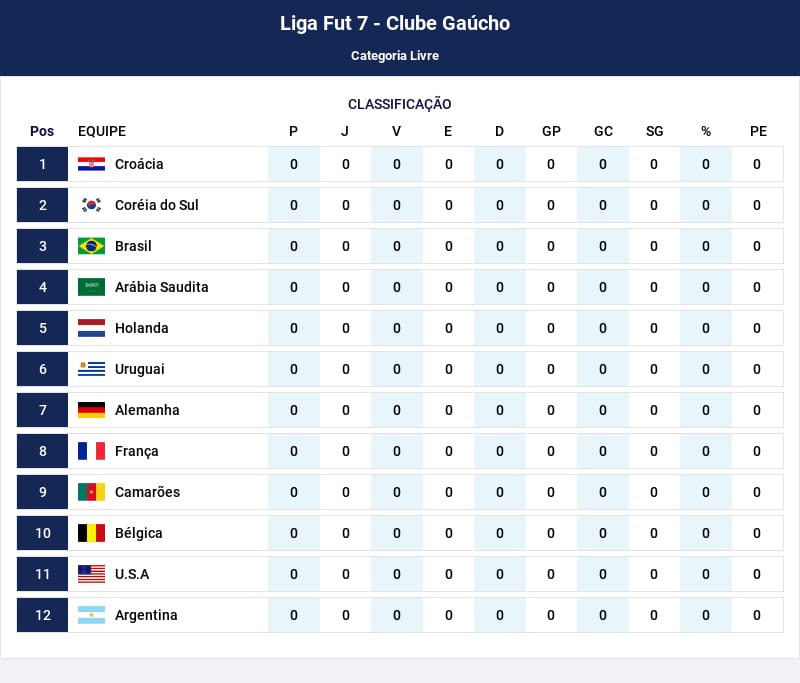 Liga Fut 7 - Clube Gaúcho
Categoria Livre
CLASSIFICAÇÃO
Pos EQUIPE P J V E D GP GC SG % PE
1 Croácia 0 0 0 0 0 0 0 0 0 0
2 Coréia do Sul 0 0 0 0 0 0 0 0 0 0
3 Brasil 0 0 0 0 0 0 0 0 0 0
4 Arábia Saudita 0 0 0 0 0 0 0 0 0 0
5 Holanda 0 0 0 0 0 0 0 0 0 0
6 Uruguai 0 0 0 0 0 0 0 0 0 0
7 Alemanha 0 0 0 0 0 0 0 0 0 0
8 França 0 0 0 0 0 0 0 0 0 0
9 Camarões 0 0 0 0 0 0 0 0 0 0
10 Bélgica 0 0 0 0 0 0 0 0 0 0
11 U.S.A 0 0 0 0 0 0 0 0 0 0
12 Argentina 0 0 0 0 0 0 0 0 0 0